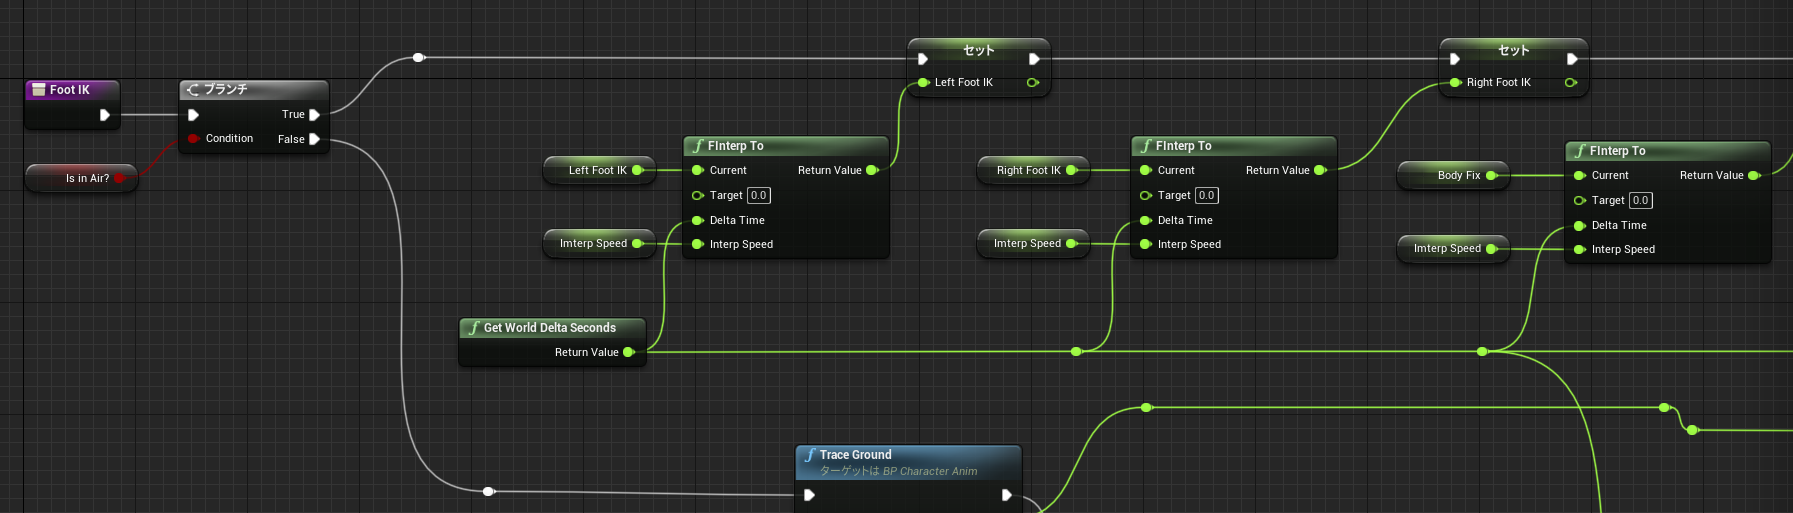 セット
セット
Left Foot IK
Right Foot IK
Foot IK
ブランチ
True
Condition
False
Is in Air?
FInterp To
Left Foot IK
Current
Return Value
Target 0.0
Delta Time
Imterp Speed
Interp Speed
FInterp To
Right Foot IK
Current
Return Value
Target 0.0
Delta Time
Imterp Speed
Interp Speed
FInterp To
Body Fix
Current
Return Value
Target 0.0
Delta Time
Imterp Speed
Interp Speed
Get World Delta Seconds
Return Value
Trace Ground
ターゲットは BP Character Anim